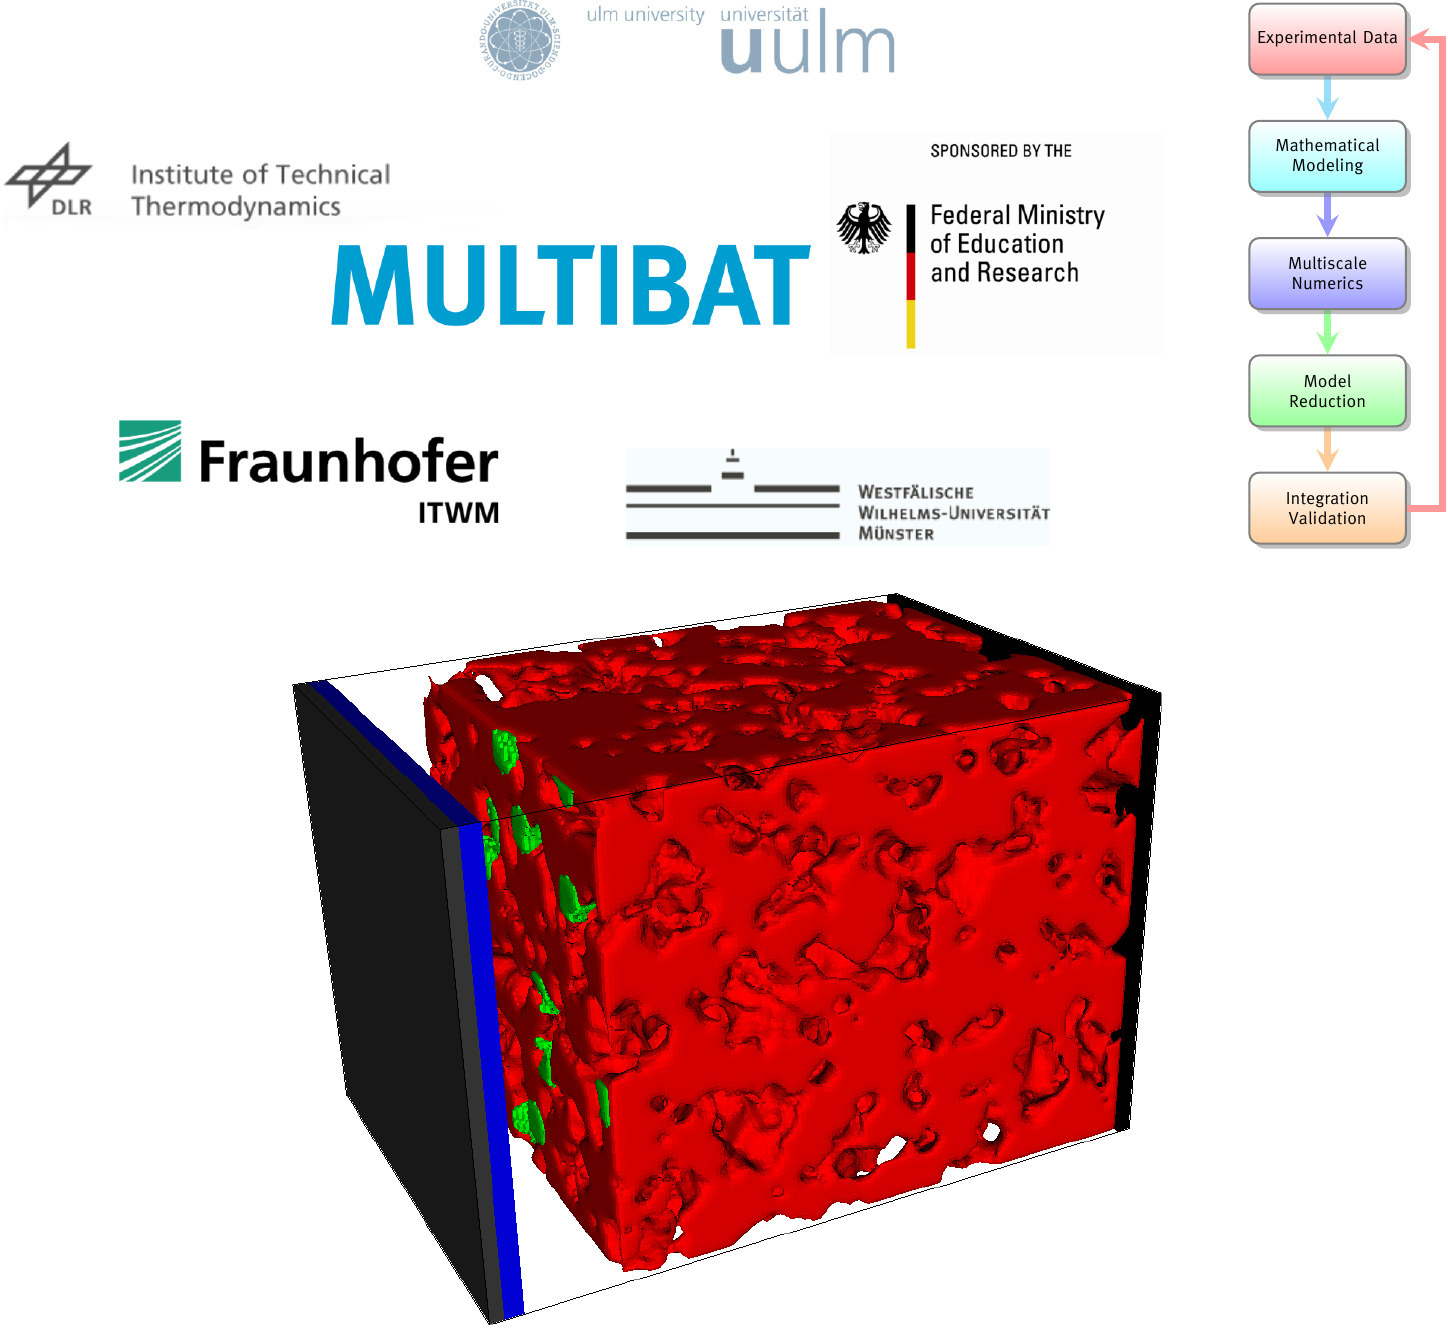 ulm university universität
uulm
DLR
Institute of Technical
Thermodynamics
SPONSORED BY THE
Federal Ministry
of Education
and Research
MULTIBAT
Fraunhofer
ITWM
WESTFÄLISCHE
WILHELMS-UNIVERSITÄT
MÜNSTER
Experimental Data
Mathematical
Modeling
Multiscale
Numerics
Model
Reduction
Integration
Validation